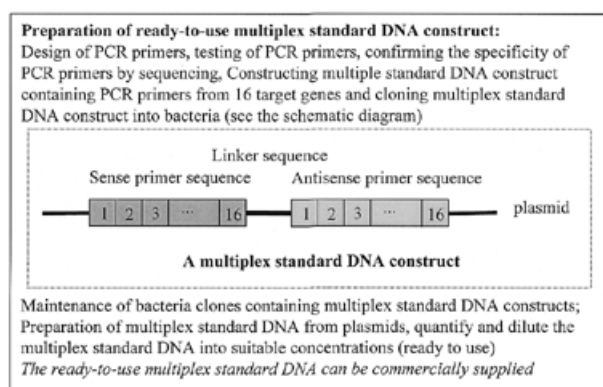 Preparation of ready-to-use multiplex standard DNA construct:
Design of PCR primers, testing of PCR primers, confirming the specificity of
PCR primers by sequencing, Constructing multiple standard DNA construct
containing PCR primers from 16 target genes and cloning multiplex standard
DNA construct into bacteria (see the schematic diagram)
Linker sequence
Sense primer sequence Antisense primer sequence
1 2 3 ... 16 1 2 3 ... 16 plasmid
A multiplex standard DNA construct
Maintenance of bacteria clones containing multiplex standard DNA constructs;
Preparation of multiplex standard DNA from plasmids, quantify and dilute the
multiplex standard DNA into suitable concentrations (ready to use)
The ready-to-use multiplex standard DNA can be commercially supplied